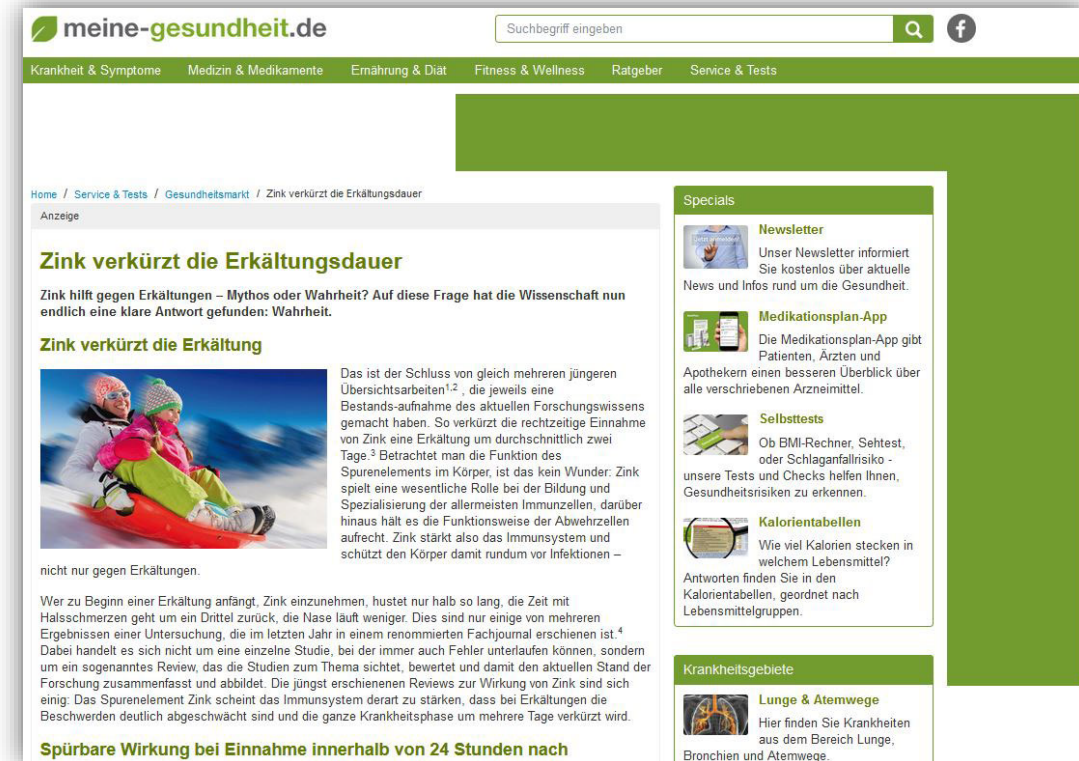 meine-gesundheit.de
Suchbegriff eingeben
f
Krankheit & Symptome Medizin & Medikamente Ernährung & Diät Fitness & Wellness Ratgeber Service & Tests
Home / Service & Tests / Gesundheitsmarkt / Zink verkürzt die Erkältungsdauer
Anzeige
Zink verkürzt die Erkältungsdauer
Zink hilft gegen Erkältungen – Mythos oder Wahrheit? Auf diese Frage hat die Wissenschaft nun
endlich eine klare Antwort gefunden: Wahrheit.
Zink verkürzt die Erkältung
Das ist der Schluss von gleich mehreren jüngeren
Übersichtsarbeiten1,2 , die jeweils eine
Bestands-aufnahme des aktuellen Forschungswissens
gemacht haben. So verkürzt die rechtzeitige Einnahme
von Zink eine Erkältung um durchschnittlich zwei
Tage.3 Betrachtet man die Funktion des
Spurenelements im Körper, ist das kein Wunder: Zink
spielt eine wesentliche Rolle bei der Bildung und
Spezialisierung der allermeisten Immunzellen, darüber
hinaus hält es die Funktionsweise der Abwehrzellen
aufrecht. Zink stärkt also das Immunsystem und
schützt den Körper damit rundum vor Infektionen –
nicht nur gegen Erkältungen.
Wer zu Beginn einer Erkältung anfängt, Zink einzunehmen, hustet nur halb so lang, die Zeit mit
Halsschmerzen geht um ein Drittel zurück, die Nase läuft weniger. Dies sind nur einige von mehreren
Ergebnissen einer Untersuchung, die im letzten Jahr in einem renommierten Fachjournal erschienen ist.4
Dabei handelt es sich nicht um eine einzelne Studie, bei der immer auch Fehler unterlaufen können, sondern
um ein sogenanntes Review, das die Studien zum Thema sichtet, bewertet und damit den aktuellen Stand der
Forschung zusammenfasst und abbildet. Die jüngst erschienenen Reviews zur Wirkung von Zink sind sich
einig: Das Spurenelement Zink scheint das Immunsystem derart zu stärken, dass bei Erkältungen die
Beschwerden deutlich abgeschwächt sind und die ganze Krankheitsphase um mehrere Tage verkürzt wird.
Spürbare Wirkung bei Einnahme innerhalb von 24 Stunden nach
Specials
Newsletter
Unser Newsletter informiert
Sie kostenlos über aktuelle
News und Infos rund um die Gesundheit.
Medikationsplan-App
Die Medikationsplan-App gibt
Patienten, Ärzten und
Apothekern einen besseren Überblick über
alle verschriebenen Arzneimittel.
Selbsttests
Ob BMI-Rechner, Sehtest,
oder Schlaganfallrisiko -
unsere Tests und Checks helfen Ihnen,
Gesundheitsrisiken zu erkennen.
Kalorientabellen
Wie viel Kalorien stecken in
welchem Lebensmittel?
Antworten finden Sie in den
Kalorientabellen, geordnet nach
Lebensmittelgruppen.
Krankheitsgebiete
Lunge & Atemwege
Hier finden Sie Krankheiten
aus dem Bereich Lunge,
Bronchien und Atemwege.